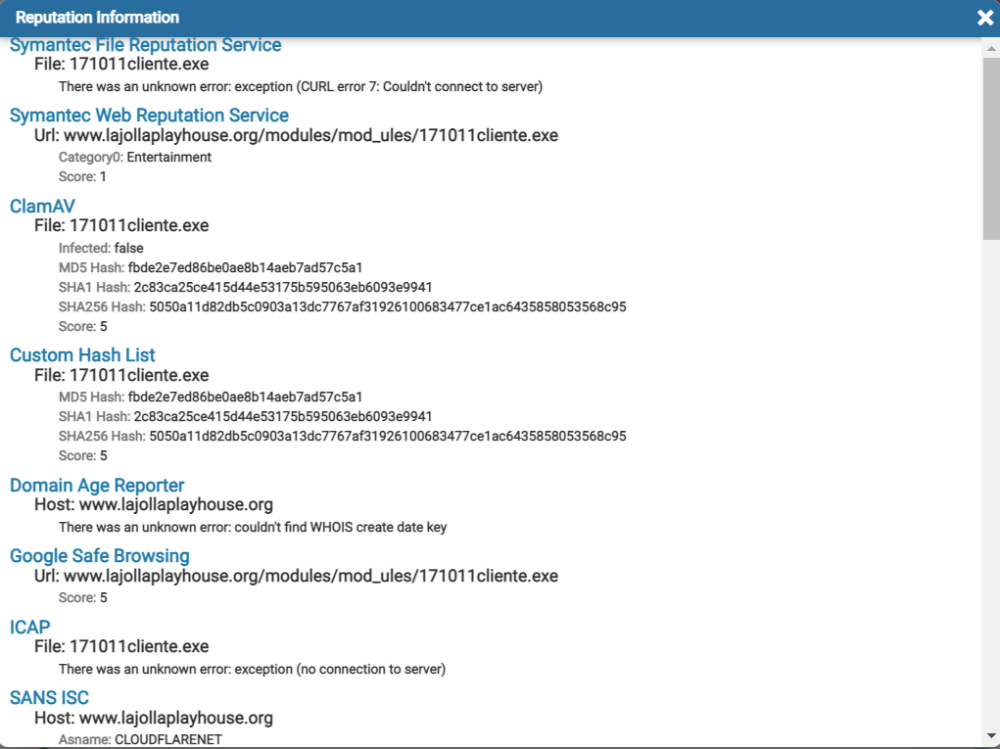 Reputation Information
Symantec File Reputation Service
File: 171011cliente.exe
There was an unknown error: exception (CURL error 7: Couldn't connect to server)
Symantec Web Reputation Service
Url: www.lajollaplayhouse.org/modules/mod_ules/171011cliente.exe
Category0: Entertainment
Score: 1
ClamAV
File: 171011cliente.exe
Infected: false
MD5 Hash: fbde2e7ed86be0ae8b14aeb7ad57c5a1
SHA1 Hash: 2c83ca25ce415d44e53175b595063eb6093e9941
SHA256 Hash: 5050a11d82db5c0903a13dc7767af31926100683477ce1ac6435858053568c95
Score: 5
Custom Hash List
File: 171011cliente.exe
MD5 Hash: fbde2e7ed86be0ae8b14aeb7ad57c5a1
SHA1 Hash: 2c83ca25ce415d44e53175b595063eb6093e9941
SHA256 Hash: 5050a11d82db5c0903a13dc7767af31926100683477ce1ac6435858053568c95
Score: 5
Domain Age Reporter
Host: www.lajollaplayhouse.org
There was an unknown error: couldn't find WHOIS create date key
Google Safe Browsing
Url: www.lajollaplayhouse.org/modules/mod_ules/171011cliente.exe
Score: 5
ICAP
File: 171011cliente.exe
There was an unknown error: exception (no connection to server)
SANS ISC
Host: www.lajollaplayhouse.org
Asname: CLOUDFLARENET